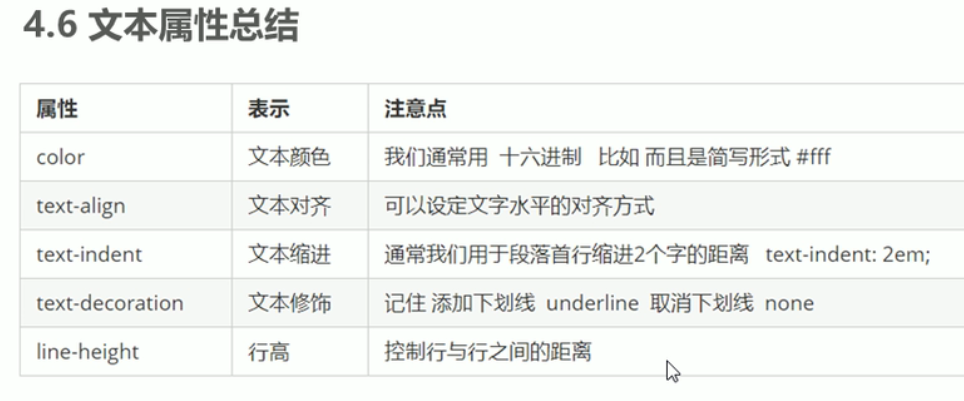 4.6 文本属性总结
属性 表示 注意点
color 文本颜色 我们通常用 十六进制 比如 而且是简写形式 #fff
text-align 文本对齐 可以设定文字水平的对齐方式
text-indent 文本缩进 通常我们用于段落首行缩进2个字的距离 text-indent: 2em;
text-decoration 文本修饰 记住 添加下划线 underline 取消下划线 none
line-height 行高 控制行与行之间的距离